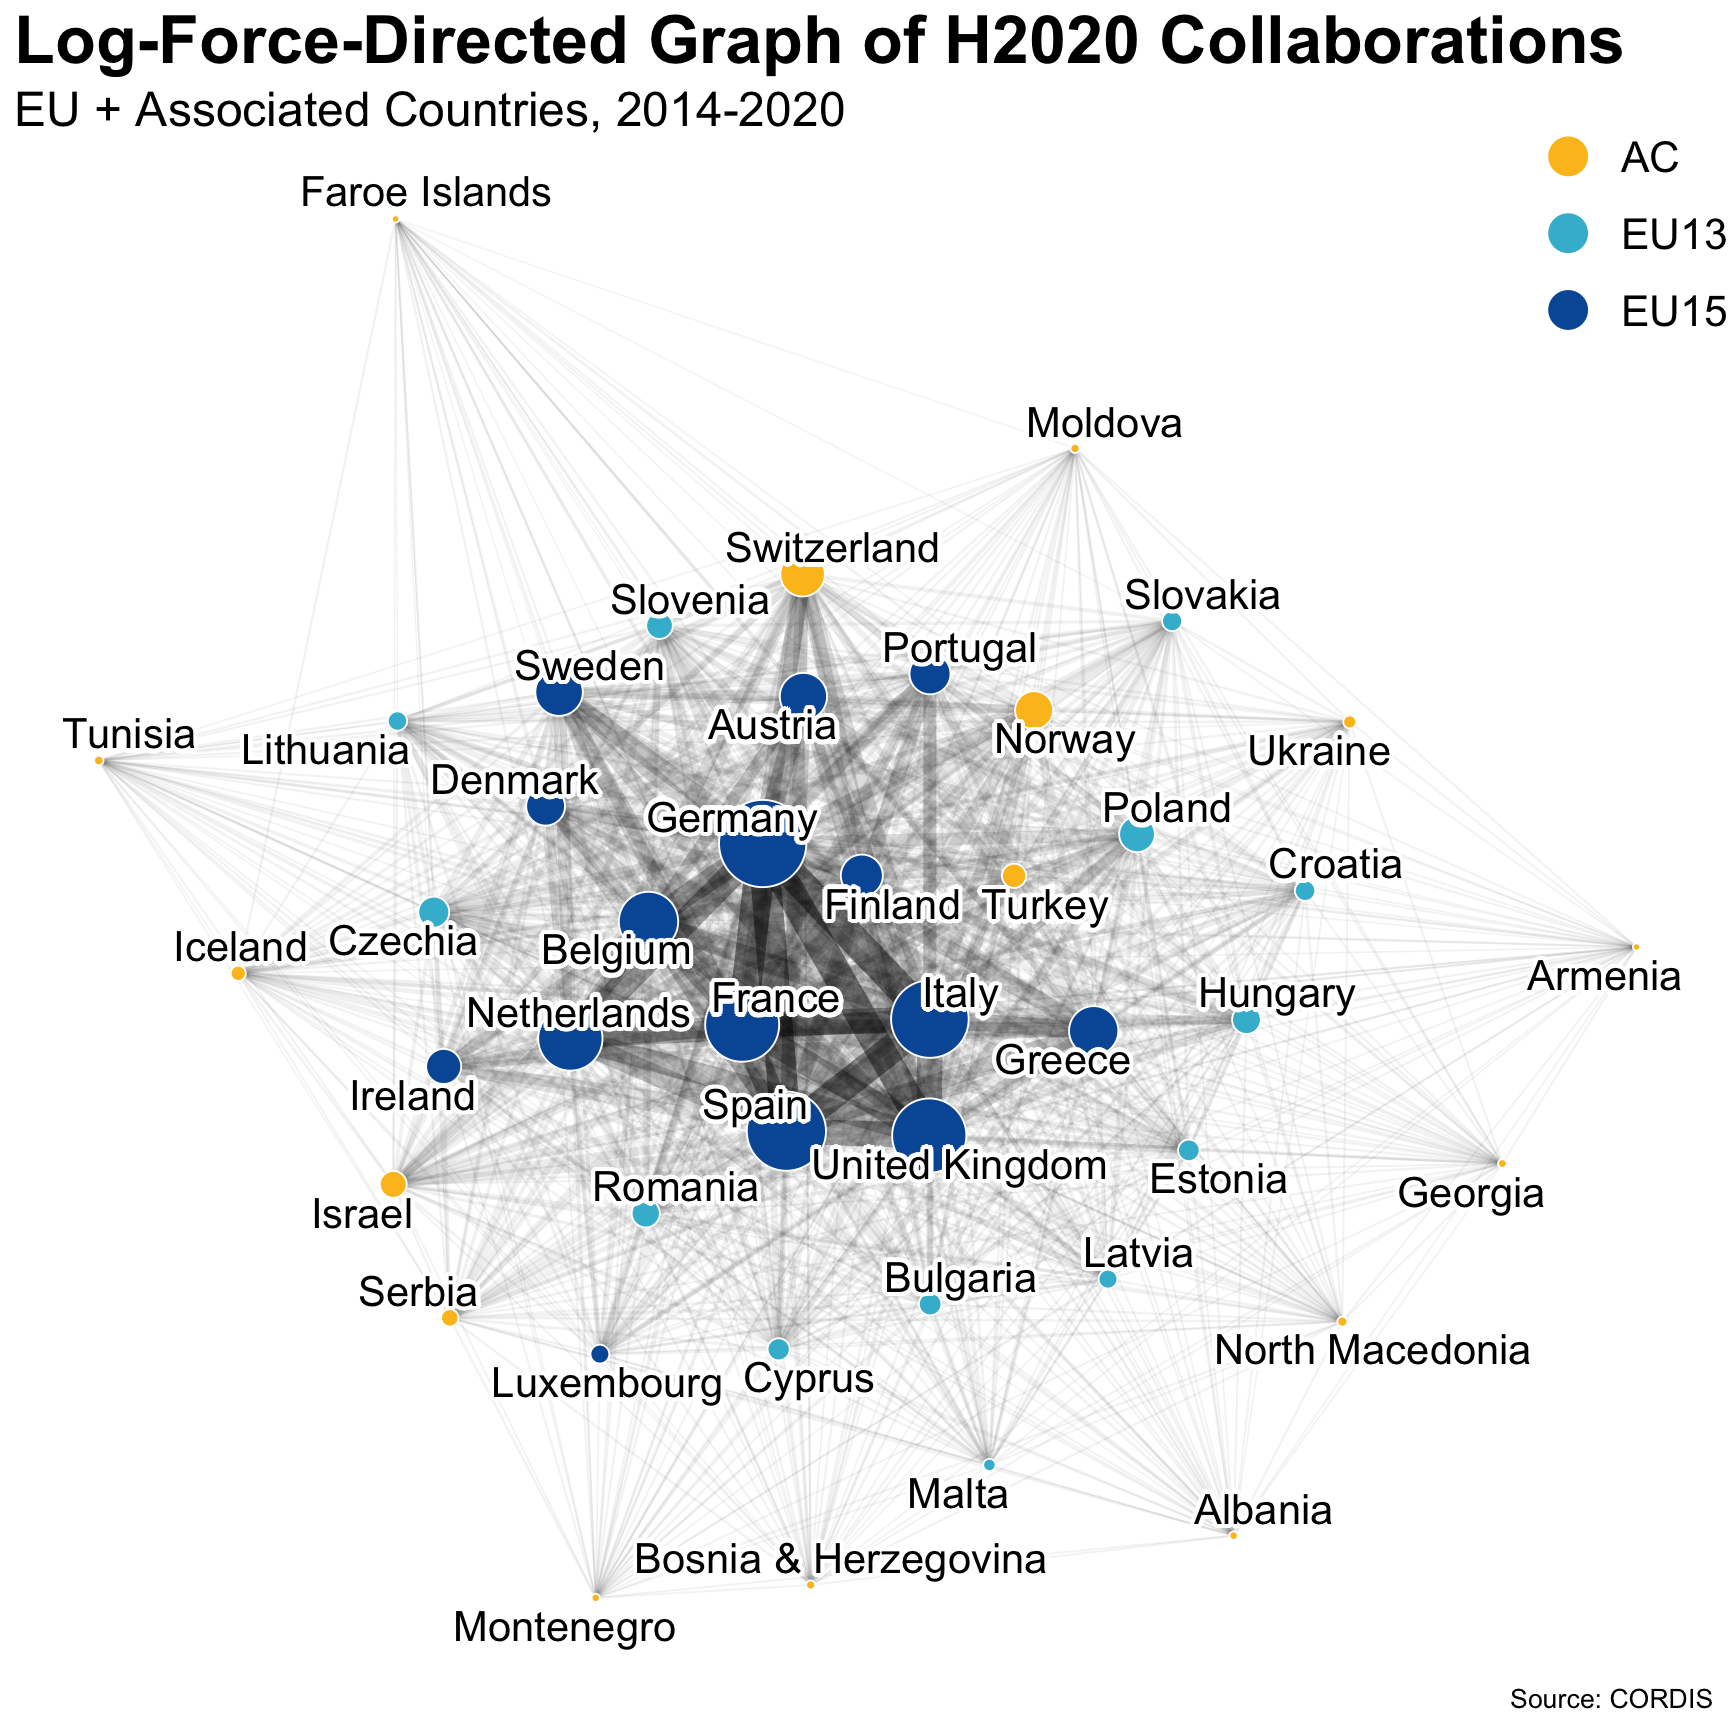 Log-Force-Directed Graph of H2020 Collaborations
EU + Associated Countries, 2014-2020
AC
EU13
EU15
Faroe Islands
Moldova
Switzerland
Slovenia
Slovakia
Portugal
Sweden
Austria
Norway
Tunisia
Lithuania
Ukraine
Denmark
Germany
Poland
Croatia
Finland
Turkey
Iceland
Czechia
Belgium
Armenia
Netherlands
France
Italy
Hungary
Greece
Ireland
Spain
United Kingdom
Estonia
Georgia
Romania
Israel
Latvia
Bulgaria
Serbia
North Macedonia
Luxembourg
Cyprus
Malta
Albania
Bosnia & Herzegovina
Montenegro
Source: CORDIS